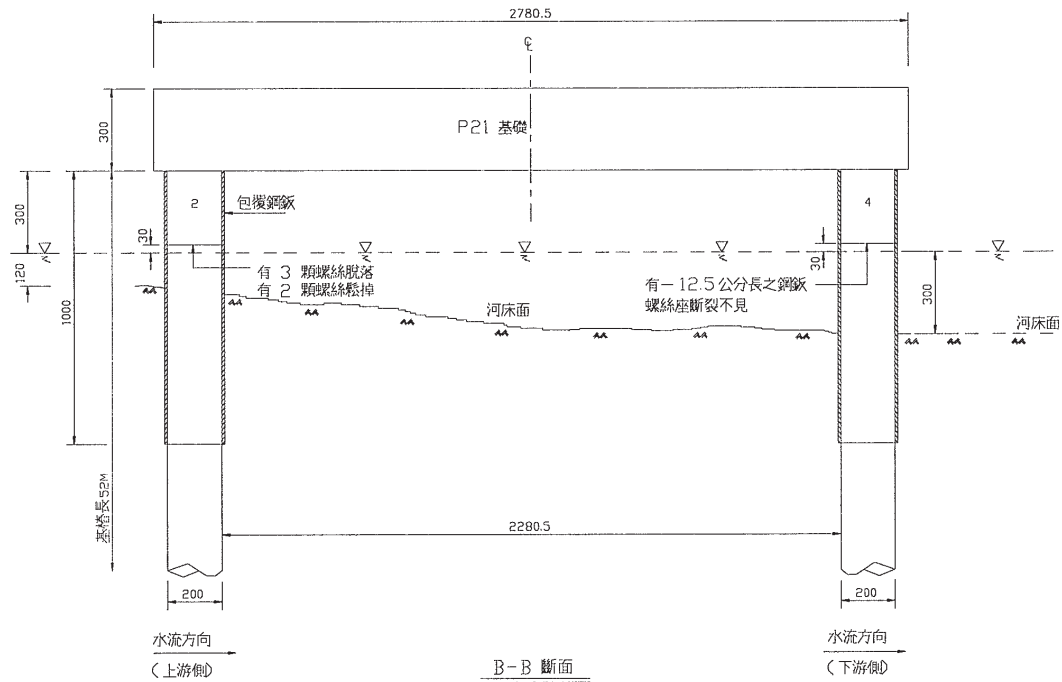 2780.5
℄
300
P21 基礎
300
1000
2
包覆鋼鈑
4
30
120
有 3 顆螺絲脫落
有 2 顆螺絲鬆掉
30
有一12.5公分長之鋼鈑
螺絲座斷裂不見
300
河床面
河床面
基樁長52M
2280.5
200
200
水流方向
(上游側)
B-B 斷面
水流方向
(下游側)